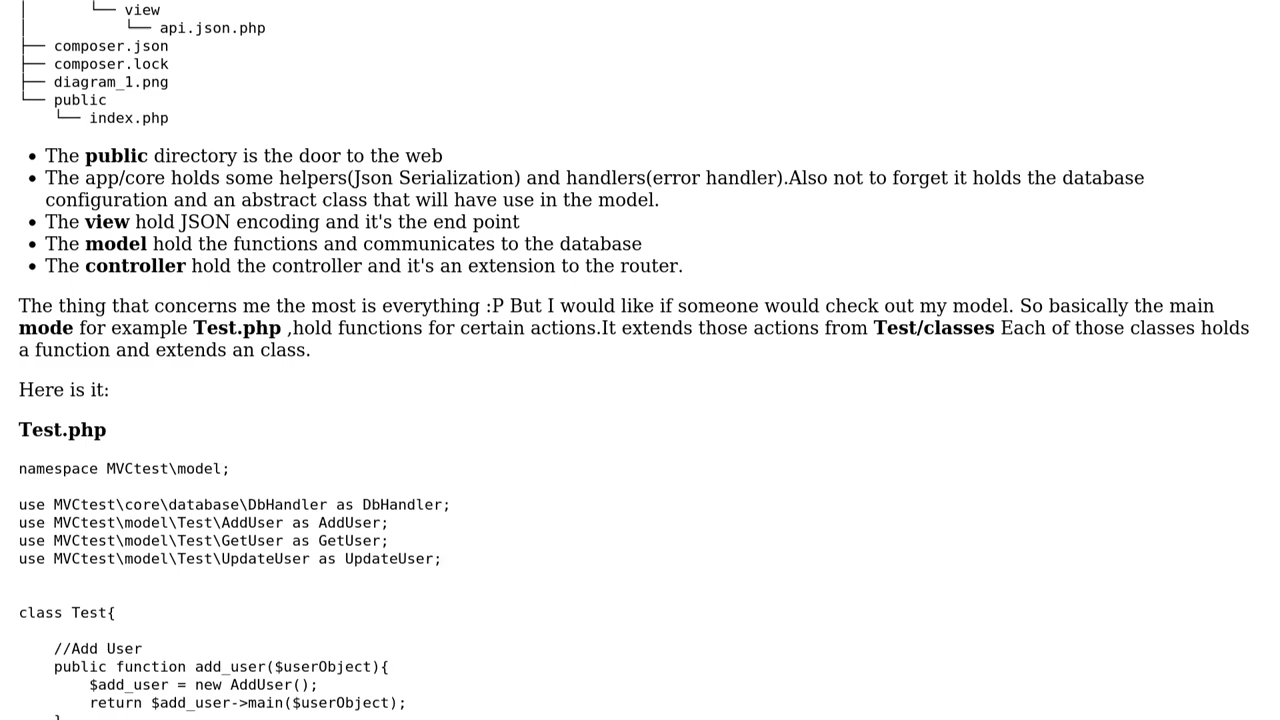 │       └── view
│           └── api.json.php
├── composer.json
├── composer.lock
├── diagram_1.png
└── public
    └── index.php
• The public directory is the door to the web
• The app/core holds some helpers(Json Serialization) and handlers(error handler).Also not to forget it holds the database
configuration and an abstract class that will have use in the model.
• The view hold JSON encoding and it's the end point
• The model hold the functions and communicates to the database
• The controller hold the controller and it's an extension to the router.
The thing that concerns me the most is everything :P But I would like if someone would check out my model. So basically the main
mode for example Test.php ,hold functions for certain actions.It extends those actions from Test/classes Each of those classes holds
a function and extends an class.
Here is it:
Test.php
namespace MVCtest\model;
use MVCtest\core\database\DbHandler as DbHandler;
use MVCtest\model\Test\AddUser as AddUser;
use MVCtest\model\Test\GetUser as GetUser;
use MVCtest\model\Test\UpdateUser as UpdateUser;
class Test{
    //Add User
    public function add_user($userObject){
        $add_user = new AddUser();
        return $add_user->main($userObject);
    }